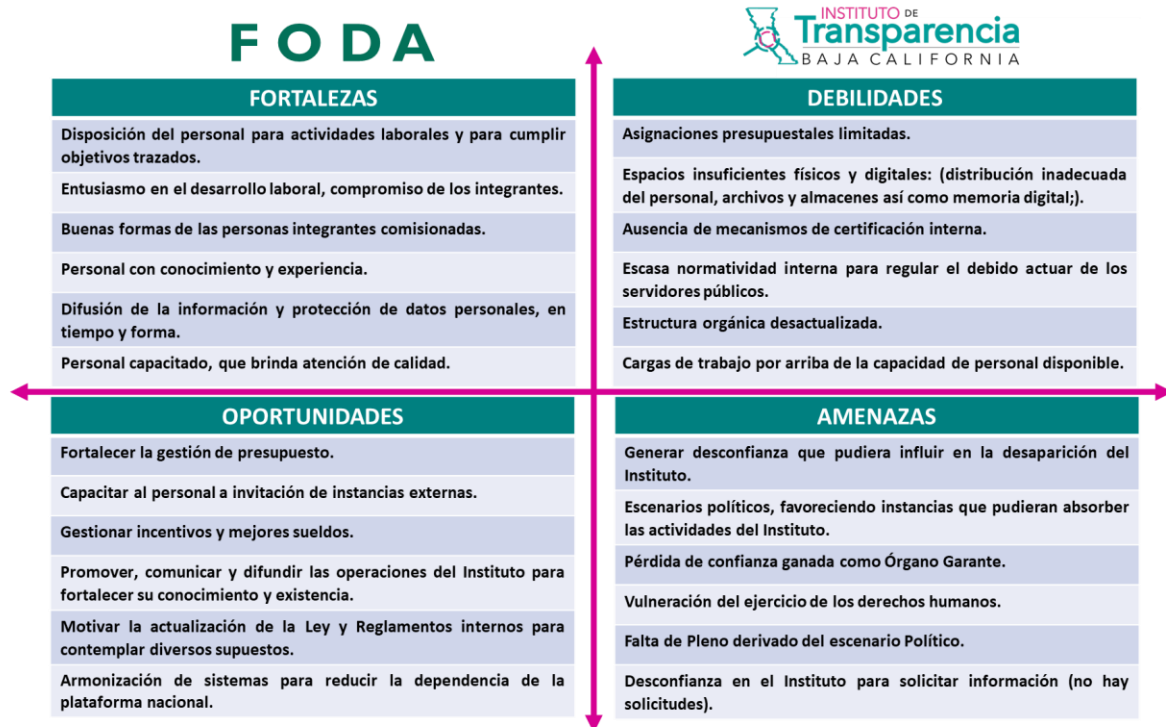 FODA
INSTITUTO DE
Transparencia
BAJA CALIFORNIA
FORTALEZAS
Disposición del personal para actividades laborales y para cumplir
objetivos trazados.
Entusiasmo en el desarrollo laboral, compromiso de los integrantes.
Buenas formas de las personas integrantes comisionadas.
Personal con conocimiento y experiencia.
Difusión de la información y protección de datos personales, en
tiempo y forma.
Personal capacitado, que brinda atención de calidad.
DEBILIDADES
Asignaciones presupuestales limitadas.
Espacios insuficientes físicos y digitales: (distribución inadecuada
del personal, archivos y almacenes así como memoria digital;).
Ausencia de mecanismos de certificación interna.
Escasa normatividad interna para regular el debido actuar de los
servidores públicos.
Estructura orgánica desactualizada.
Cargas de trabajo por arriba de la capacidad de personal disponible.
OPORTUNIDADES
Fortalecer la gestión de presupuesto.
Capacitar al personal a invitación de instancias externas.
Gestionar incentivos y mejores sueldos.
Promover, comunicar y difundir las operaciones del Instituto para
fortalecer su conocimiento y existencia.
Motivar la actualización de la Ley y Reglamentos internos para
contemplar diversos supuestos.
Armonización de sistemas para reducir la dependencia de la
plataforma nacional.
AMENAZAS
Generar desconfianza que pudiera influir en la desaparición del
Instituto.
Escenarios políticos, favoreciendo instancias que pudieran absorber
las actividades del Instituto.
Pérdida de confianza ganada como Órgano Garante.
Vulneración del ejercicio de los derechos humanos.
Falta de Pleno derivado del escenario Político.
Desconfianza en el Instituto para solicitar información (no hay
solicitudes).